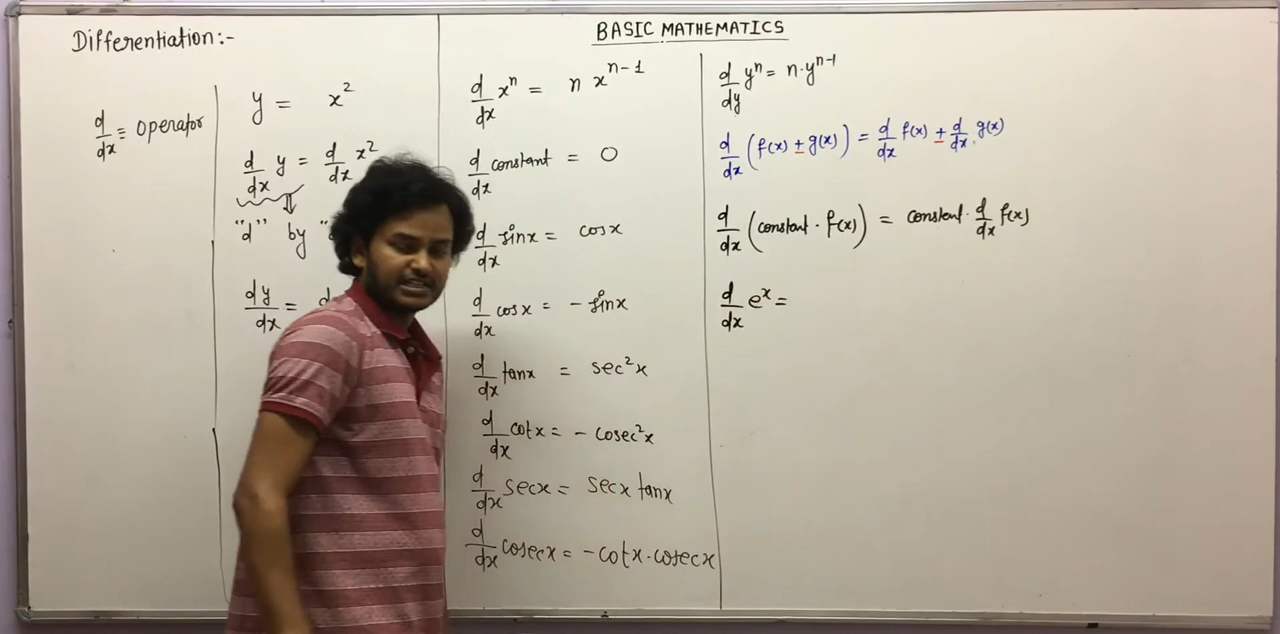 Differentiation:-
BASIC MATHEMATICS
d/dx ≡ operator
y = x²
d/dx y = d/dx x²
"d" by "
dy/dx = d
d/dx xⁿ = n xⁿ⁻¹
d/dx constant = 0
d/dx sinx = cosx
d/dx cosx = - sinx
d/dx tanx = sec²x
d/dx cotx = - cosec²x
d/dx secx = secx tanx
d/dx cosecx = -cotx·cosecx
d/dy yⁿ = n·yⁿ⁻¹
d/dx (f(x) ± g(x)) = d/dx f(x) ± d/dx g(x)
d/dx (constant · f(x)) = constant · d/dx f(x)
d/dx eˣ =